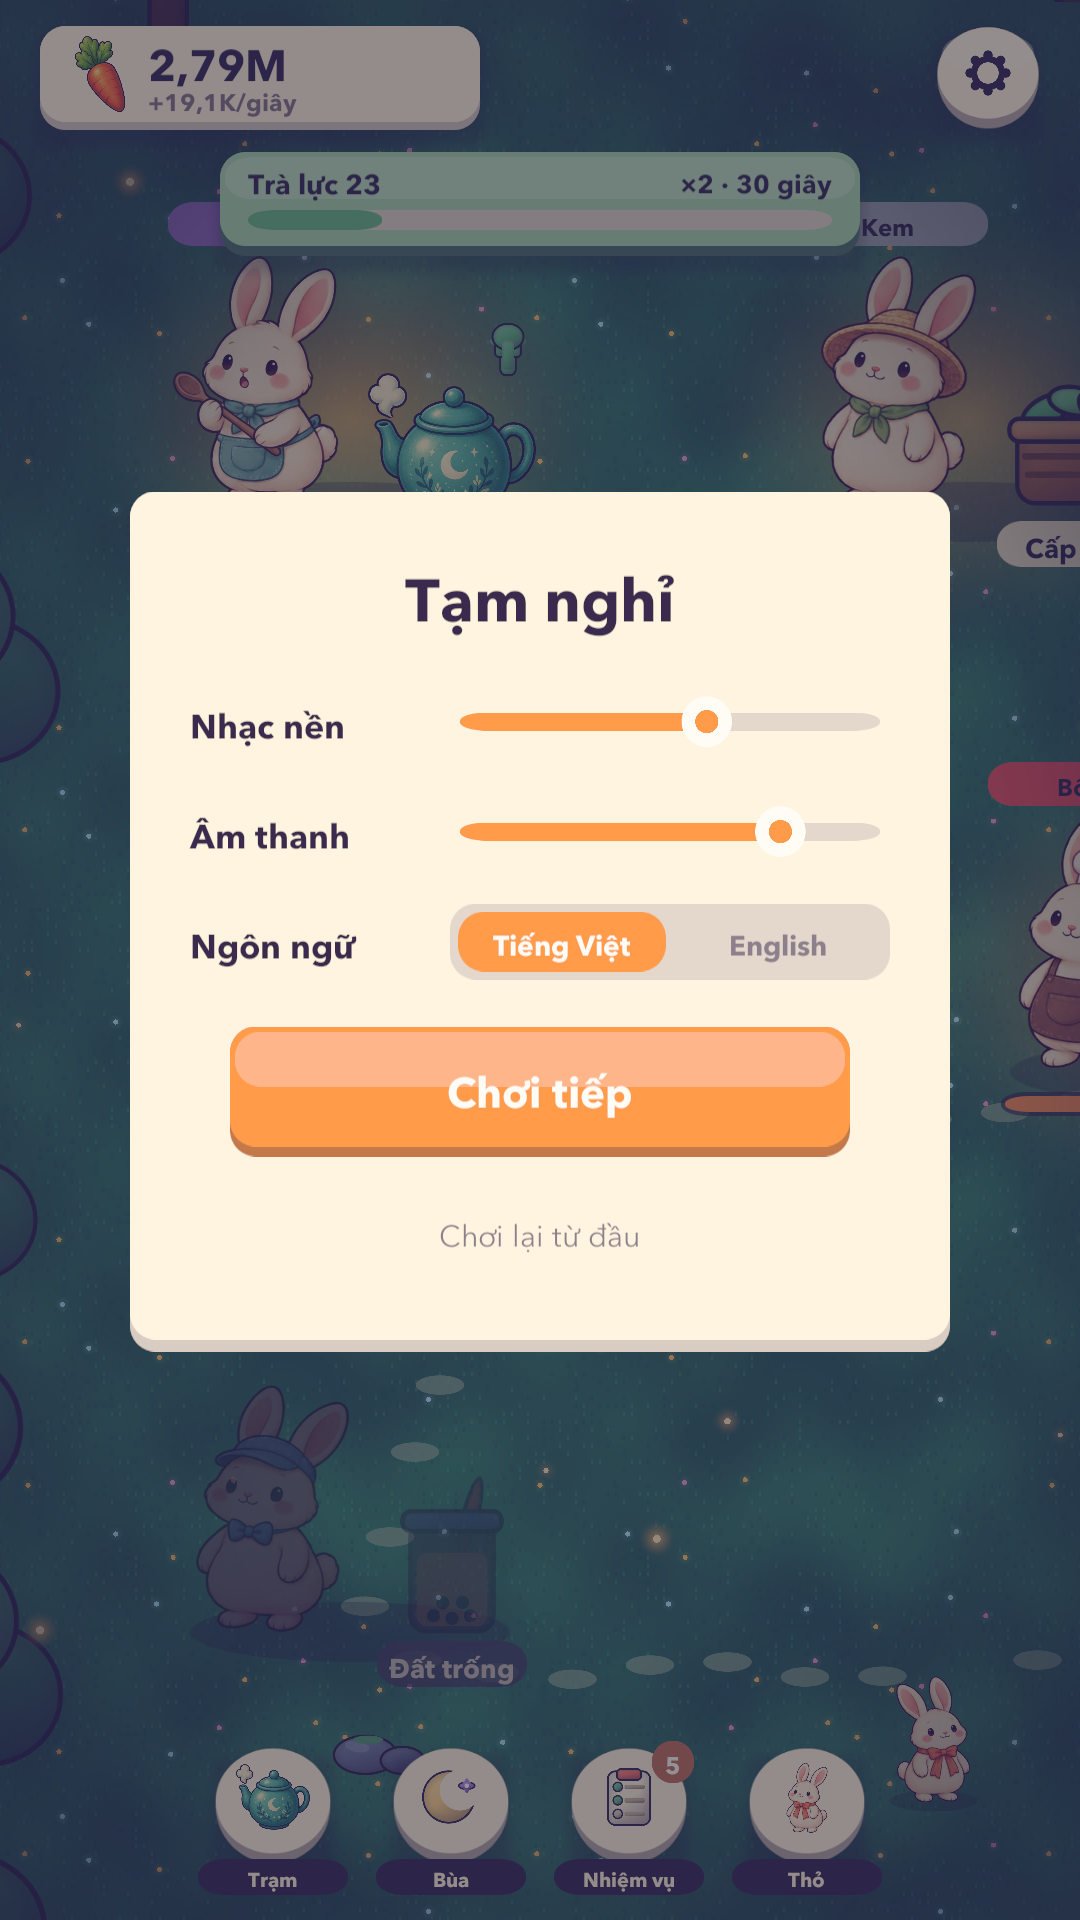 2,79M
+19,1K/giây
Trà lực 23
×2 · 30 giây
Kem
Cấp
Tạm nghỉ
Nhạc nền
Âm thanh
Ngôn ngữ
Tiếng Việt
English
Chơi tiếp
Chơi lại từ đầu
Đất trống
5
Trạm
Bùa
Nhiệm vụ
Thỏ